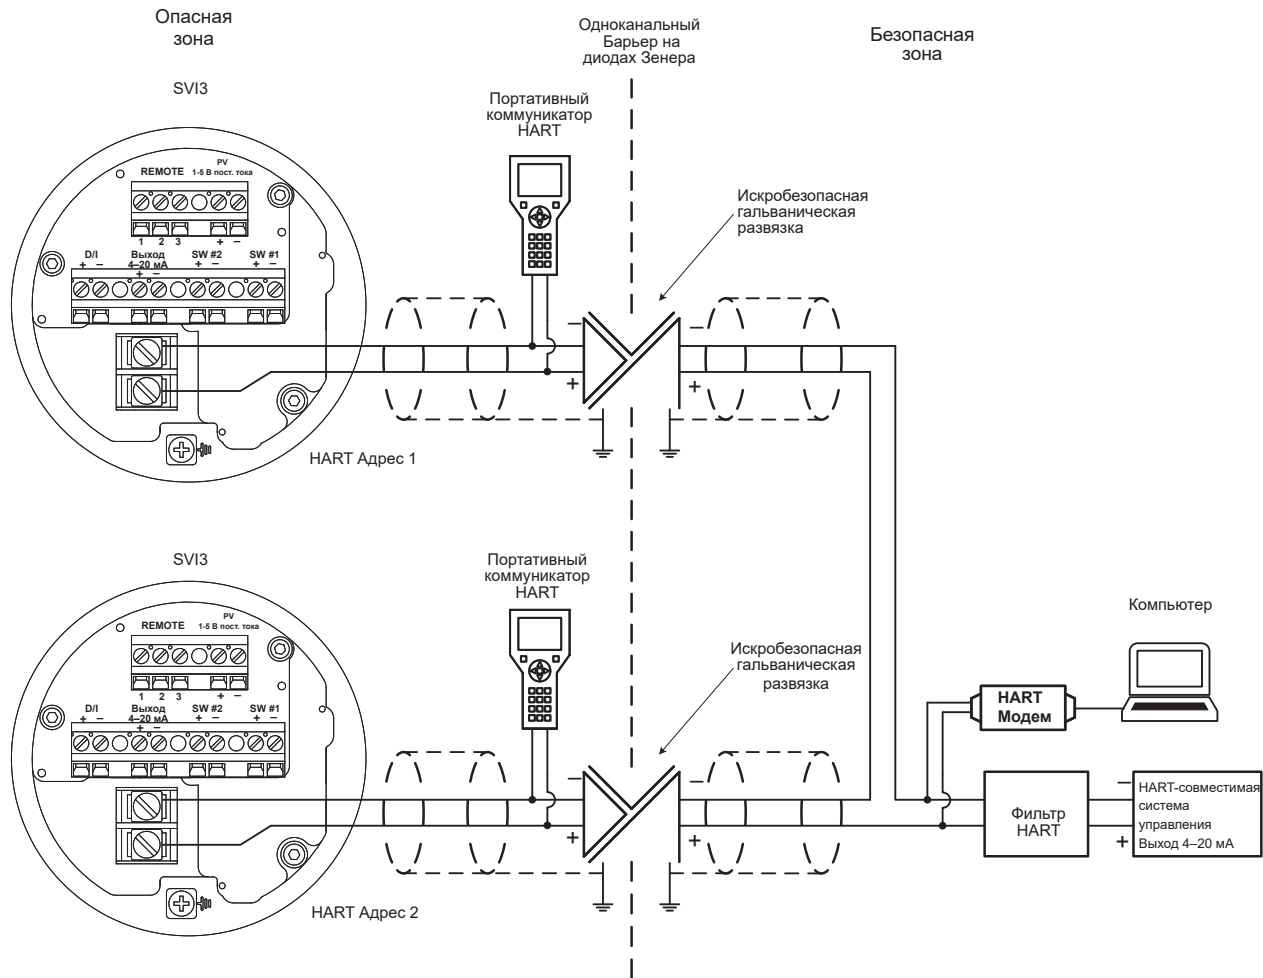 Опасная
зона
Одноканальный
Барьер на
диодах Зенера
Безопасная
зона
SVI3
Портативный
коммуникатор
HART
PV
REMOTE 1-5 В пост. тока
1 2 3 + −
D/I Выход SW #2 SW #1
+ − 4–20 мА + − + −
+ −
Искробезопасная
гальваническая
развязка
− −
+ +
HART Адрес 1
SVI3
Портативный
коммуникатор
HART
PV
REMOTE 1-5 В пост. тока
1 2 3 + −
D/I Выход SW #2 SW #1
+ − 4–20 мА + − + −
+ −
Искробезопасная
гальваническая
развязка
Компьютер
HART
Модем
− −
+ +
Фильтр
HART
− HART-совместимая
система
управления
+ Выход 4–20 мА
HART Адрес 2